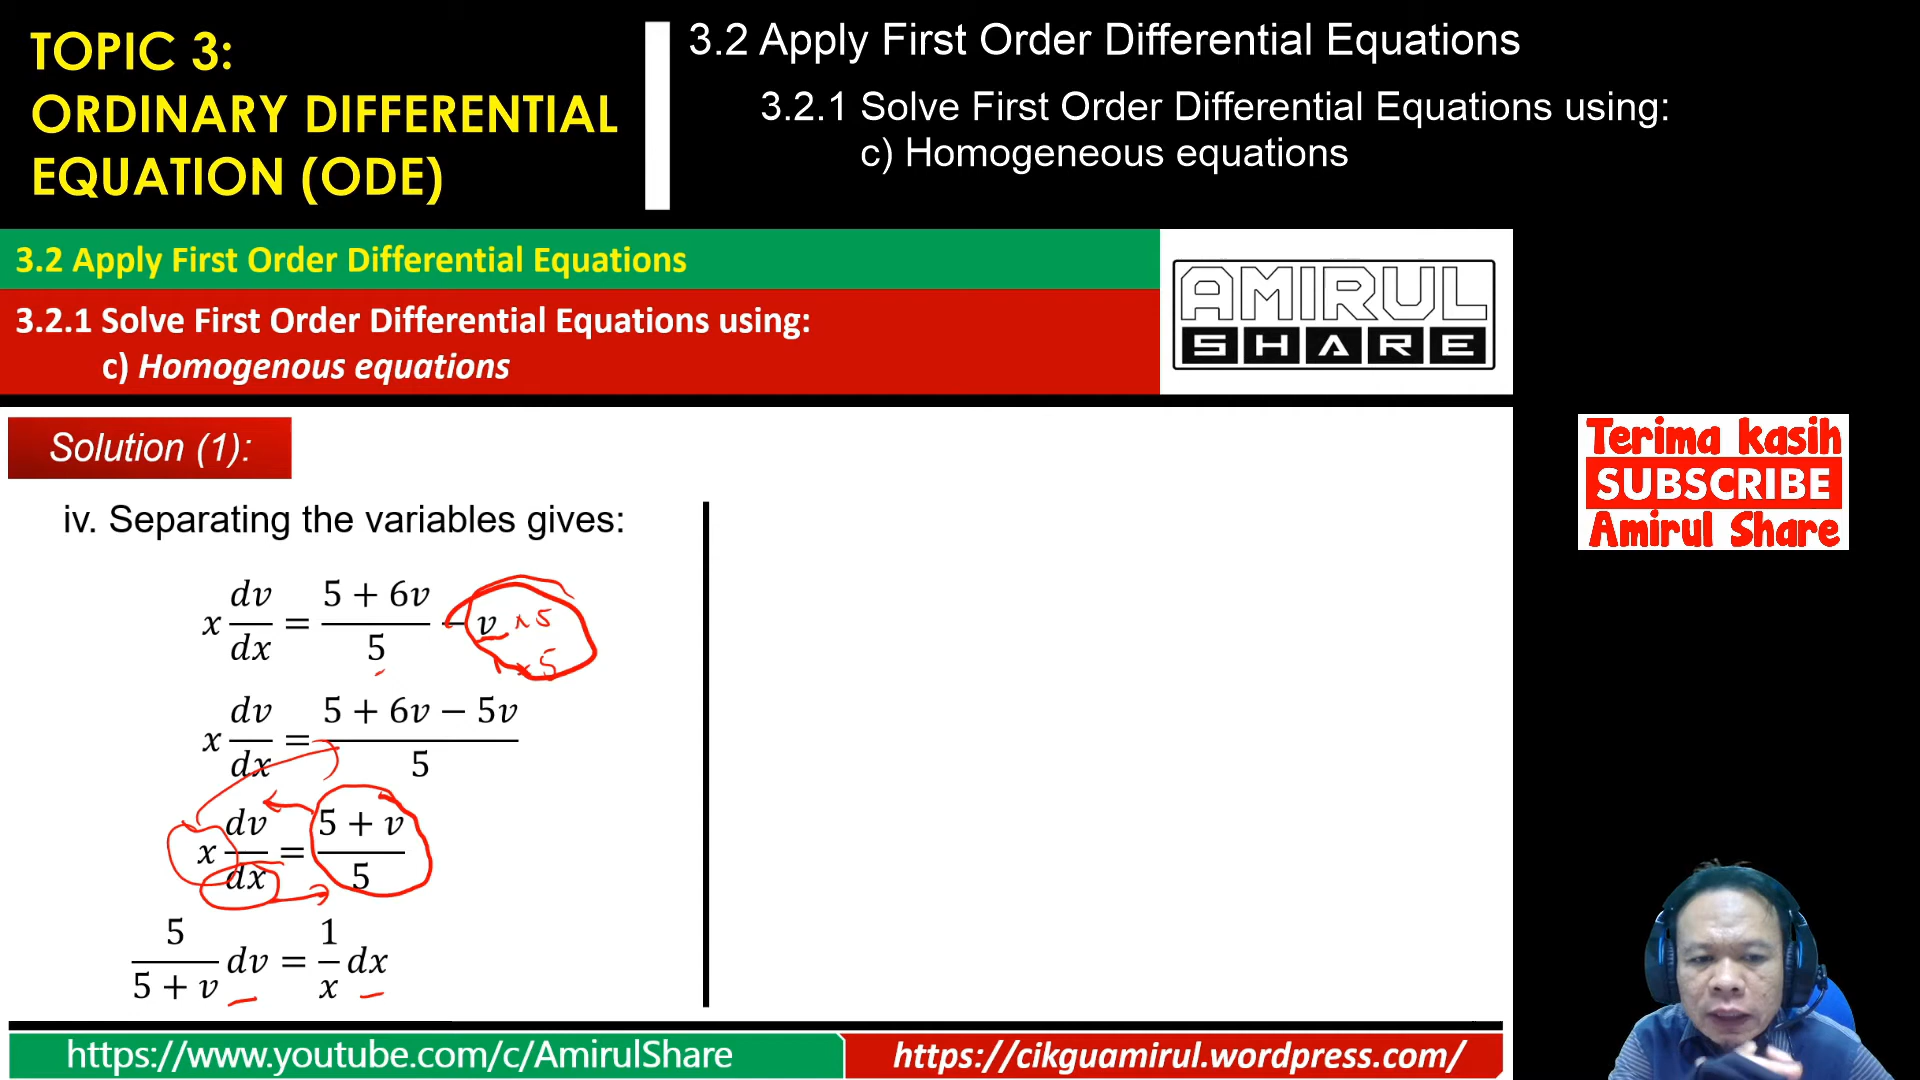 TOPIC 3:
ORDINARY DIFFERENTIAL
EQUATION (ODE)
3.2 Apply First Order Differential Equations
3.2.1 Solve First Order Differential Equations using:
c) Homogeneous equations
3.2 Apply First Order Differential Equations
3.2.1 Solve First Order Differential Equations using:
c) Homogenous equations
AMIRUL
SHARE
Solution (1):
iv. Separating the variables gives:
x dv/dx = (5 + 6v)/5 − v × 5
1 × 5
x dv/dx = (5 + 6v − 5v)/5
x dv/dx = (5 + v)/5
5/(5 + v) dv = 1/x dx
Terima kasih
SUBSCRIBE
Amirul Share
https://www.youtube.com/c/AmirulShare
https://cikguamirul.wordpress.com/